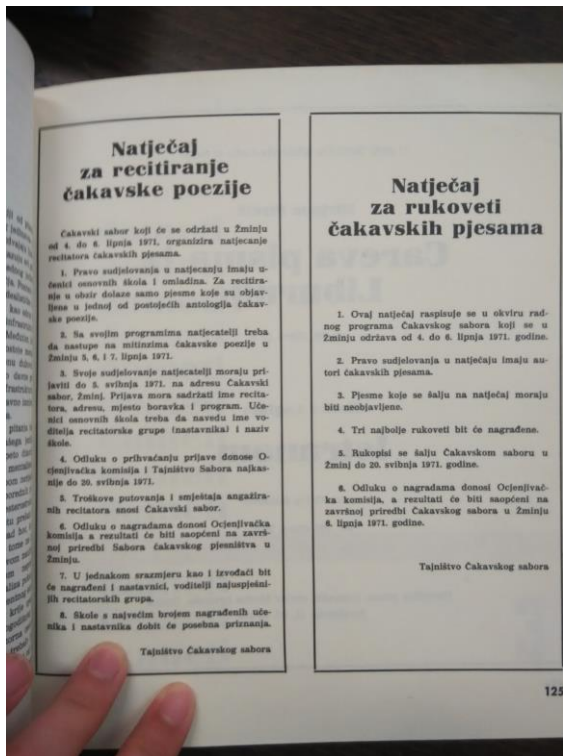 Natječaj
za recitiranje
čakavske poezije
Čakavski sabor koji će se održati u Žminju
od 4. do 6. lipnja 1971, organizira natjecanje
recitatora čakavskih pjesama.
1. Pravo sudjelovanja u natjecanju imaju u-
čenici osnovnih škola i omladina. Za recitira-
nje u obzir dolaze samo pjesme koje su objav-
ljene u jednoj od postojećih antologija čakav-
ske poezije.
2. Sa svojim programima natjecatelji treba
da nastupe na mitinzima čakavske poezije u
Žminju 5, 6, i 7. lipnja 1971.
3. Svoje sudjelovanje natjecatelji moraju pri-
javiti do 5. svibnja 1971. na adresu Čakavski
sabor, Žminj. Prijava mora sadržati ime recita-
tora, adresu, mjesto boravka i program. Uče-
nici osnovnih škola treba da navedu ime vo-
ditelja recitatorske grupe (nastavnika) i naziv
škole.
4. Odluku o prihvaćanju prijave donose O-
cjenjivačka komisija i Tajništvo Sabora najkas-
nije do 20. svibnja 1971.
5. Troškove putovanja i smještaja angažira-
nih recitatora snosi Čakavski sabor.
6. Odluku o nagradama donosi Ocjenjivačka
komisija a rezultati će biti saopćeni na završ-
noj priredbi Sabora čakavskog pjesništva u
Žminju.
7. U jednakom srazmjeru kao i izvođači bit
će nagrađeni i nastavnici, voditelji najuspješni-
jih recitatorskih grupa.
8. Škole s najvećim brojem nagrađenih uče-
nika i nastavnika dobit će posebna priznanja.
Tajništvo Čakavskog sabora
Natječaj
za rukoveti
čakavskih pjesama
1. Ovaj natječaj raspisuje se u okviru rad-
nog programa Čakavskog sabora koji se u
Žminju održava od 4. do 6. lipnja 1971. godine.
2. Pravo sudjelovanja u natječaju imaju au-
tori čakavskih pjesama.
3. Pjesme koje se šalju na natječaj moraju
biti neobjavljene.
4. Tri najbolje rukoveti bit će nagrađene.
5. Rukopisi se šalju Čakavskom saboru u
Žminj do 20. svibnja 1971. godine.
6. Odluku o nagradama donosi Ocjenjivač-
ka komisija, a rezultati će biti saopćeni na
završnoj priredbi Čakavskog sabora u Žminju
6. lipnja 1971. godine.
Tajništvo Čakavskog sabora
125